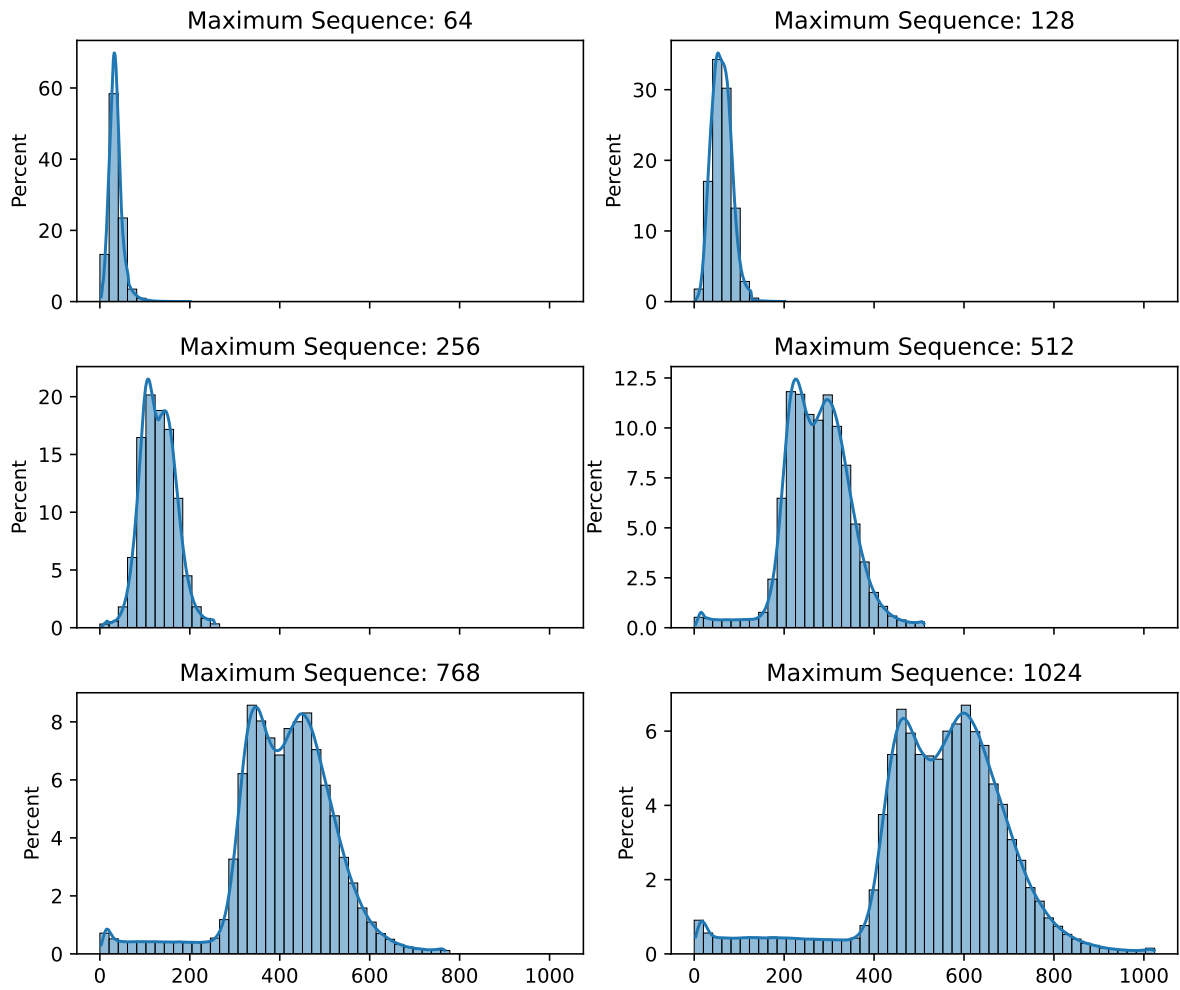 Maximum Sequence: 64
Percent
60
40
20
0
Maximum Sequence: 128
Percent
30
20
10
0
Maximum Sequence: 256
Percent
20
15
10
5
0
Maximum Sequence: 512
Percent
12.5
10.0
7.5
5.0
2.5
0.0
Maximum Sequence: 768
Percent
8
6
4
2
0
0 200 400 600 800 1000
Maximum Sequence: 1024
Percent
6
4
2
0
0 200 400 600 800 1000